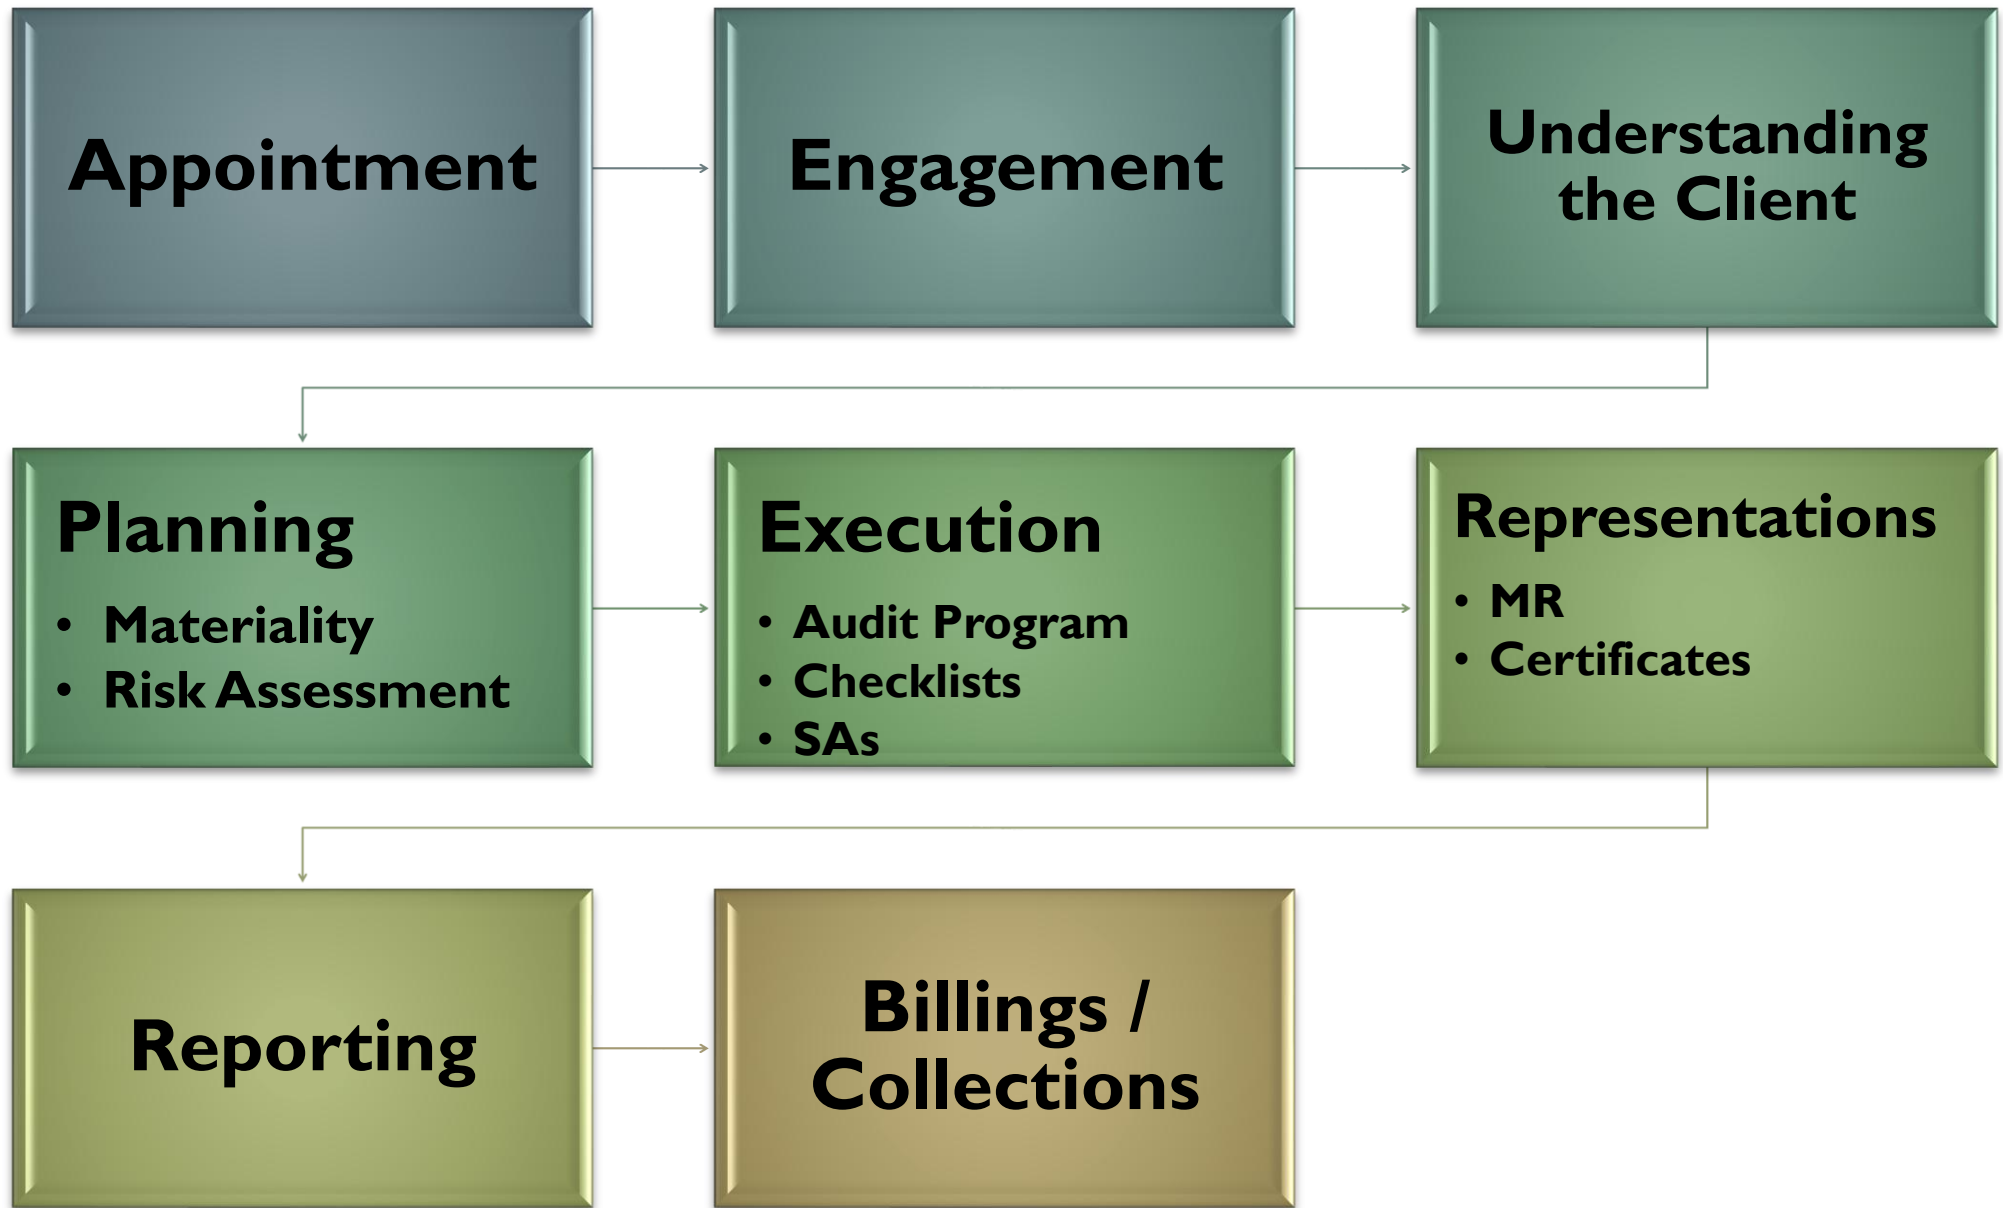 Appointment
Engagement
Understanding
the Client
Planning
• Materiality
• Risk Assessment
Execution
• Audit Program
• Checklists
• SAs
Representations
• MR
• Certificates
Reporting
Billings /
Collections